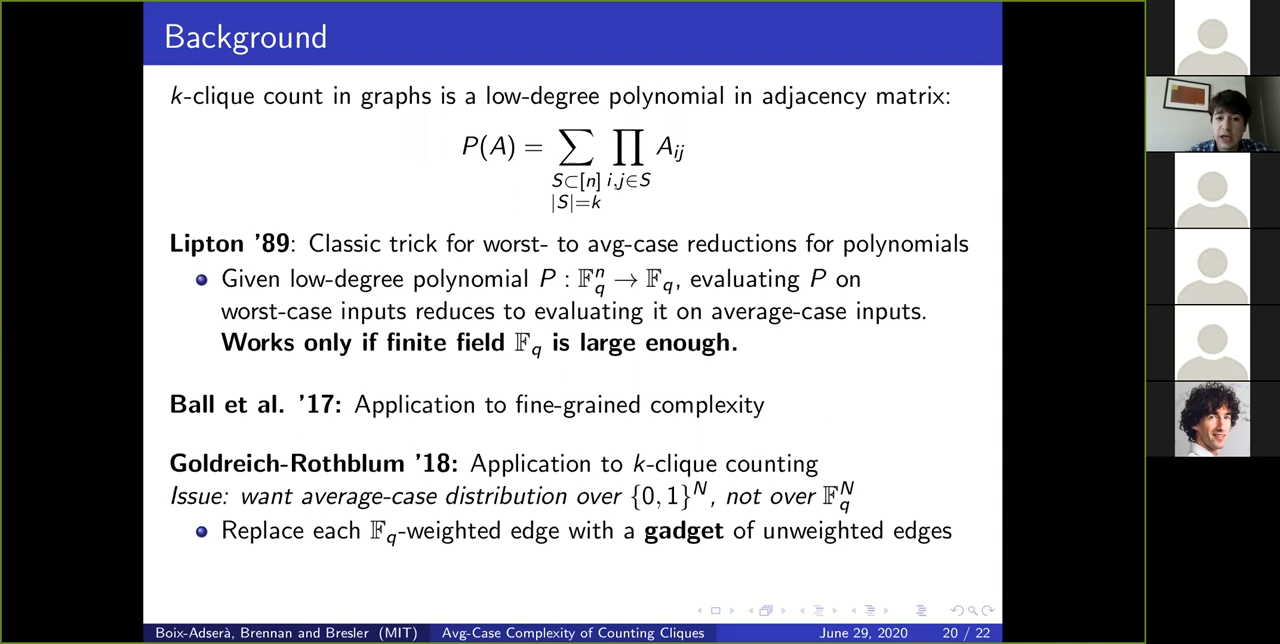 Background
k-clique count in graphs is a low-degree polynomial in adjacency matrix:
P(A) = ∑ ∏ A_{ij}
S⊂[n] i,j∈S
|S|=k
Lipton '89: Classic trick for worst- to avg-case reductions for polynomials
Given low-degree polynomial P : 𝔽_q^n → 𝔽_q, evaluating P on
worst-case inputs reduces to evaluating it on average-case inputs.
Works only if finite field 𝔽_q is large enough.
Ball et al. '17: Application to fine-grained complexity
Goldreich-Rothblum '18: Application to k-clique counting
Issue: want average-case distribution over {0, 1}^N, not over 𝔽_q^N
Replace each 𝔽_q-weighted edge with a gadget of unweighted edges
Boix-Adserà, Brennan and Bresler (MIT) Avg-Case Complexity of Counting Cliques June 29, 2020 20 / 22